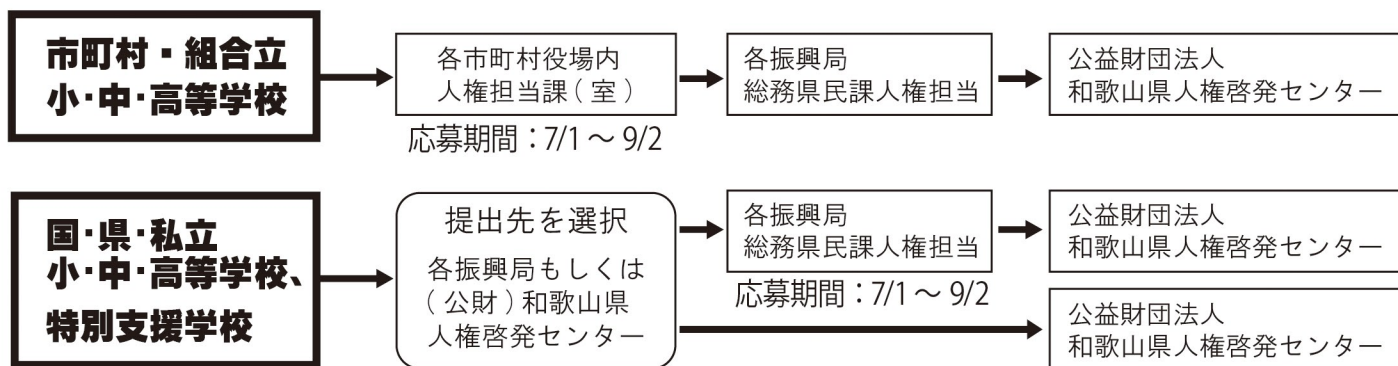 市町村・組合立
小・中・高等学校
各市町村役場内
人権担当課（室）
応募期間：7/1～9/2
各振興局
総務県民課人権担当
公益財団法人
和歌山県人権啓発センター
国・県・私立
小・中・高等学校、
特別支援学校
提出先を選択
各振興局もしくは
（公財）和歌山県
人権啓発センター
各振興局
総務県民課人権担当
応募期間：7/1～9/2
公益財団法人
和歌山県人権啓発センター
公益財団法人
和歌山県人権啓発センター